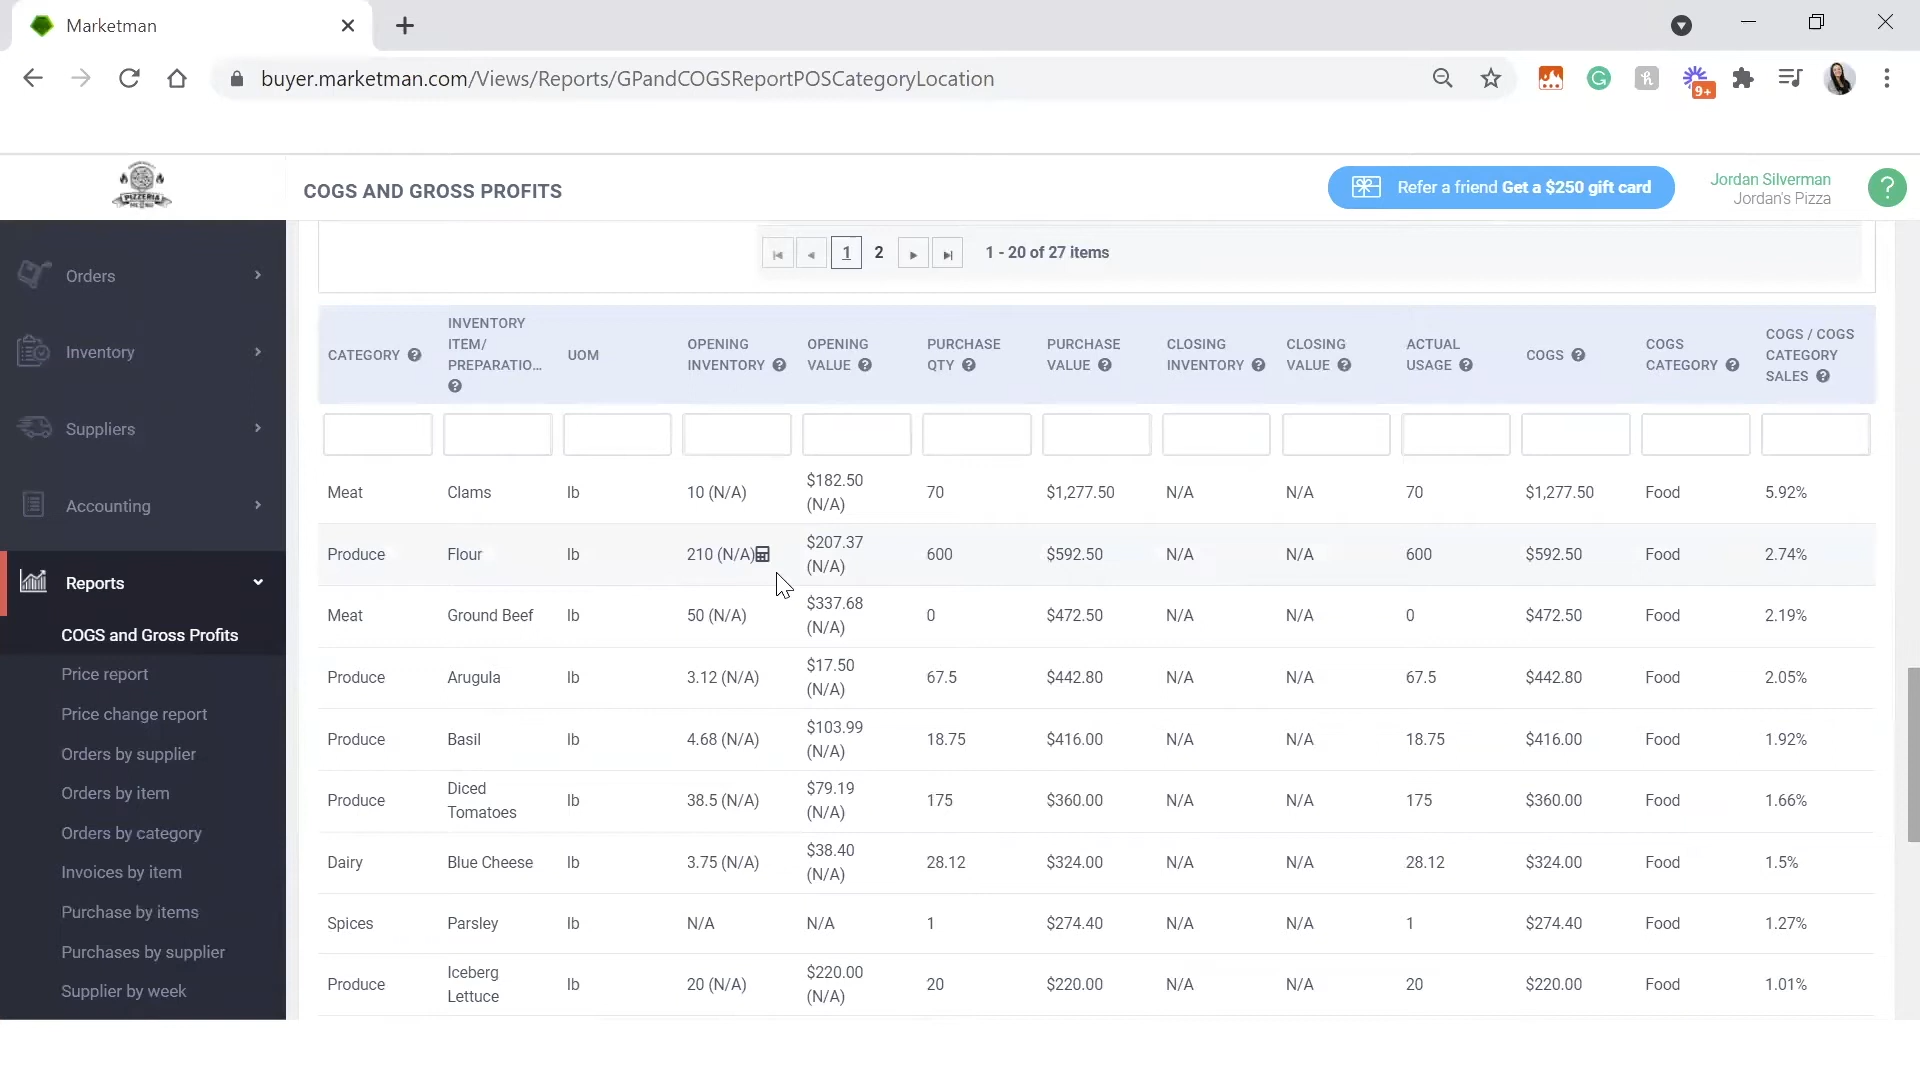 Marketman
buyer.marketman.com/Views/Reports/GPandCOGSReportPOSCategoryLocation
9+
PIZZERIA
COGS AND GROSS PROFITS
Refer a friend Get a $250 gift card
Jordan Silverman
Jordan's Pizza
?
Orders
Inventory
Suppliers
Accounting
Reports
COGS and Gross Profits
Price report
Price change report
Orders by supplier
Orders by item
Orders by category
Invoices by item
Purchase by items
Purchases by supplier
Supplier by week
1 2 1 - 20 of 27 items
CATEGORY ?
INVENTORY
ITEM/
PREPARATIO...
?
UOM
OPENING
INVENTORY ?
OPENING
VALUE ?
PURCHASE
QTY ?
PURCHASE
VALUE ?
CLOSING
INVENTORY ?
CLOSING
VALUE ?
ACTUAL
USAGE ?
COGS ?
COGS
CATEGORY ?
COGS / COGS
CATEGORY
SALES ?
Meat Clams lb 10 (N/A) $182.50 (N/A) 70 $1,277.50 N/A N/A 70 $1,277.50 Food 5.92%
Produce Flour lb 210 (N/A) $207.37 (N/A) 600 $592.50 N/A N/A 600 $592.50 Food 2.74%
Meat Ground Beef lb 50 (N/A) $337.68 (N/A) 0 $472.50 N/A N/A 0 $472.50 Food 2.19%
Produce Arugula lb 3.12 (N/A) $17.50 (N/A) 67.5 $442.80 N/A N/A 67.5 $442.80 Food 2.05%
Produce Basil lb 4.68 (N/A) $103.99 (N/A) 18.75 $416.00 N/A N/A 18.75 $416.00 Food 1.92%
Produce Diced Tomatoes lb 38.5 (N/A) $79.19 (N/A) 175 $360.00 N/A N/A 175 $360.00 Food 1.66%
Dairy Blue Cheese lb 3.75 (N/A) $38.40 (N/A) 28.12 $324.00 N/A N/A 28.12 $324.00 Food 1.5%
Spices Parsley lb N/A N/A 1 $274.40 N/A N/A 1 $274.40 Food 1.27%
Produce Iceberg Lettuce lb 20 (N/A) $220.00 (N/A) 20 $220.00 N/A N/A 20 $220.00 Food 1.01%